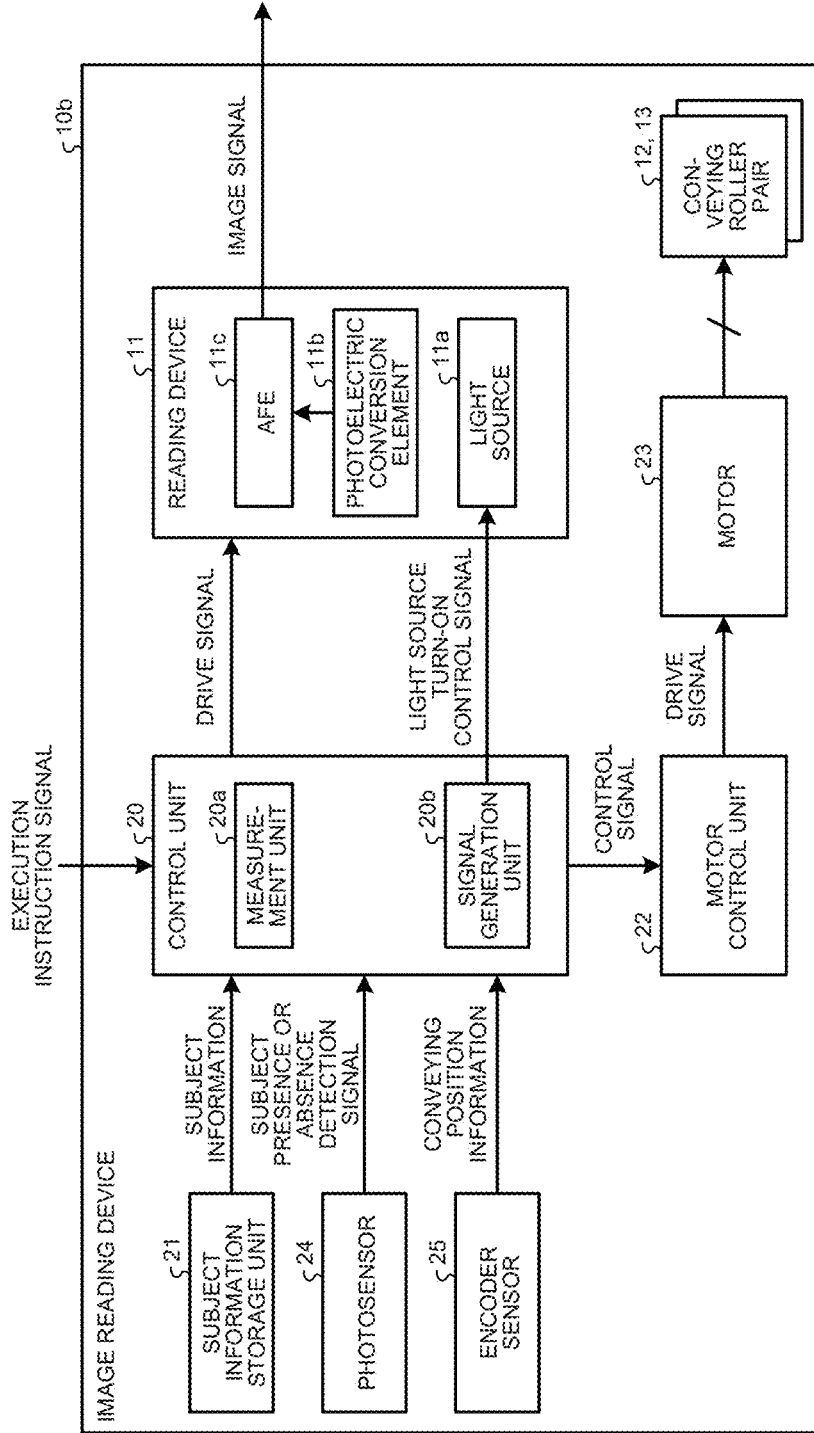 EXECUTION
INSTRUCTION SIGNAL
IMAGE READING DEVICE
10b
21
SUBJECT
INFORMATION
STORAGE UNIT
SUBJECT
INFORMATION
24
PHOTOSENSOR
SUBJECT
PRESENCE OR
ABSENCE
DETECTION
SIGNAL
25
ENCODER
SENSOR
CONVEYING
POSITION
INFORMATION
20
CONTROL UNIT
20a
MEASURE-
MENT UNIT
20b
SIGNAL
GENERATION
UNIT
DRIVE SIGNAL
LIGHT SOURCE
TURN-ON
CONTROL SIGNAL
11
READING DEVICE
11c
AFE
11b
PHOTOELECTRIC
CONVERSION
ELEMENT
11a
LIGHT
SOURCE
IMAGE SIGNAL
CONTROL
SIGNAL
22
MOTOR
CONTROL UNIT
DRIVE
SIGNAL
23
MOTOR
12, 13
CON-
VEYING
ROLLER
PAIR